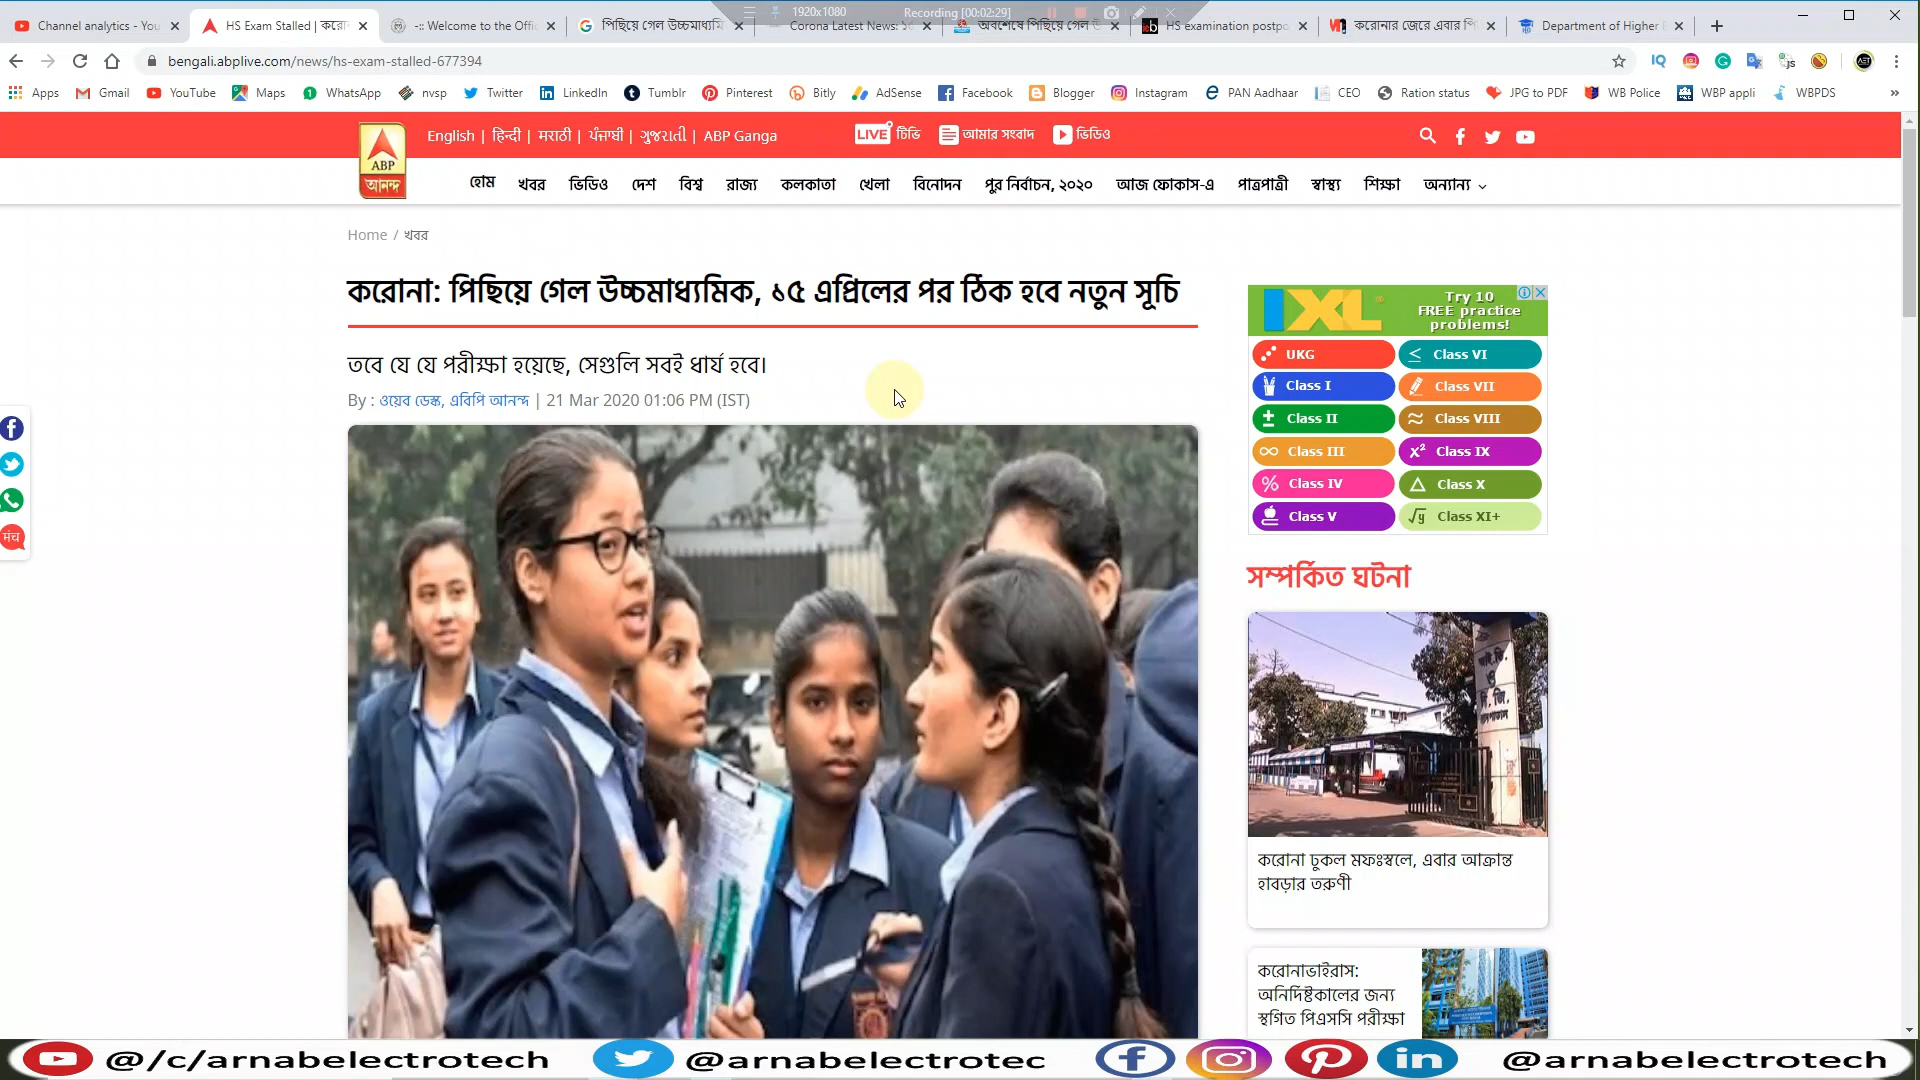 1920x1080
Recording [00:02:29]
Channel analytics - You
HS Exam Stalled | করো
-:: Welcome to the Offic
পিছিয়ে গেল উচ্চমাধ্যমি
Corona Latest News:
অবশেষে পিছিয়ে গেল উ
HS examination postpo
করোনার জেরে এবার পি
Department of Higher E
bengali.abplive.com/news/hs-exam-stalled-677394
Apps Gmail YouTube Maps WhatsApp nvsp Twitter LinkedIn Tumblr Pinterest Bitly AdSense Facebook Blogger Instagram PAN Aadhaar CEO Ration status JPG to PDF WB Police WBP appli WBPDS »
ABP
আনন্দ
English | हिन्दी | मराठी | ਪੰਜਾਬੀ | ગુજરાતી | ABP Ganga
LIVE টিভি আমার সংবাদ ভিডিও
হোম খবর ভিডিও দেশ বিশ্ব রাজ্য কলকাতা খেলা বিনোদন পুর নির্বাচন, ২০২০ আজ ফোকাস-এ পাত্রপাত্রী স্বাস্থ্য শিক্ষা অন্যান্য
Home / খবর
করোনা: পিছিয়ে গেল উচ্চমাধ্যমিক, ১৫ এপ্রিলের পর ঠিক হবে নতুন সূচি
তবে যে যে পরীক্ষা হয়েছে, সেগুলি সবই ধার্য হবে।
By : ওয়েব ডেস্ক, এবিপি আনন্দ | 21 Mar 2020 01:06 PM (IST)
मंच
IXL
Try 10
FREE practice
problems!
UKG
Class VI
Class I
Class VII
Class II
Class VIII
Class III
Class IX
Class IV
Class X
Class V
Class XI+
সম্পর্কিত ঘটনা
করোনা ঢুকল মফঃস্বলে, এবার আক্রান্ত
হাবড়ার তরুণী
করোনাভাইরাস:
অনির্দিষ্টকালের জন্য
স্থগিত পিএসসি পরীক্ষা
@/c/arnabelectrotech
@arnabelectrotec
@arnabelectrotech